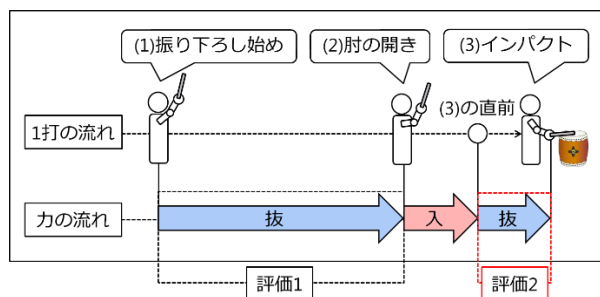 (1)振り下ろし始め
(2)肘の開き
(3)インパクト
1打の流れ
(3)の直前
力の流れ
抜
入
抜
評価1
評価2